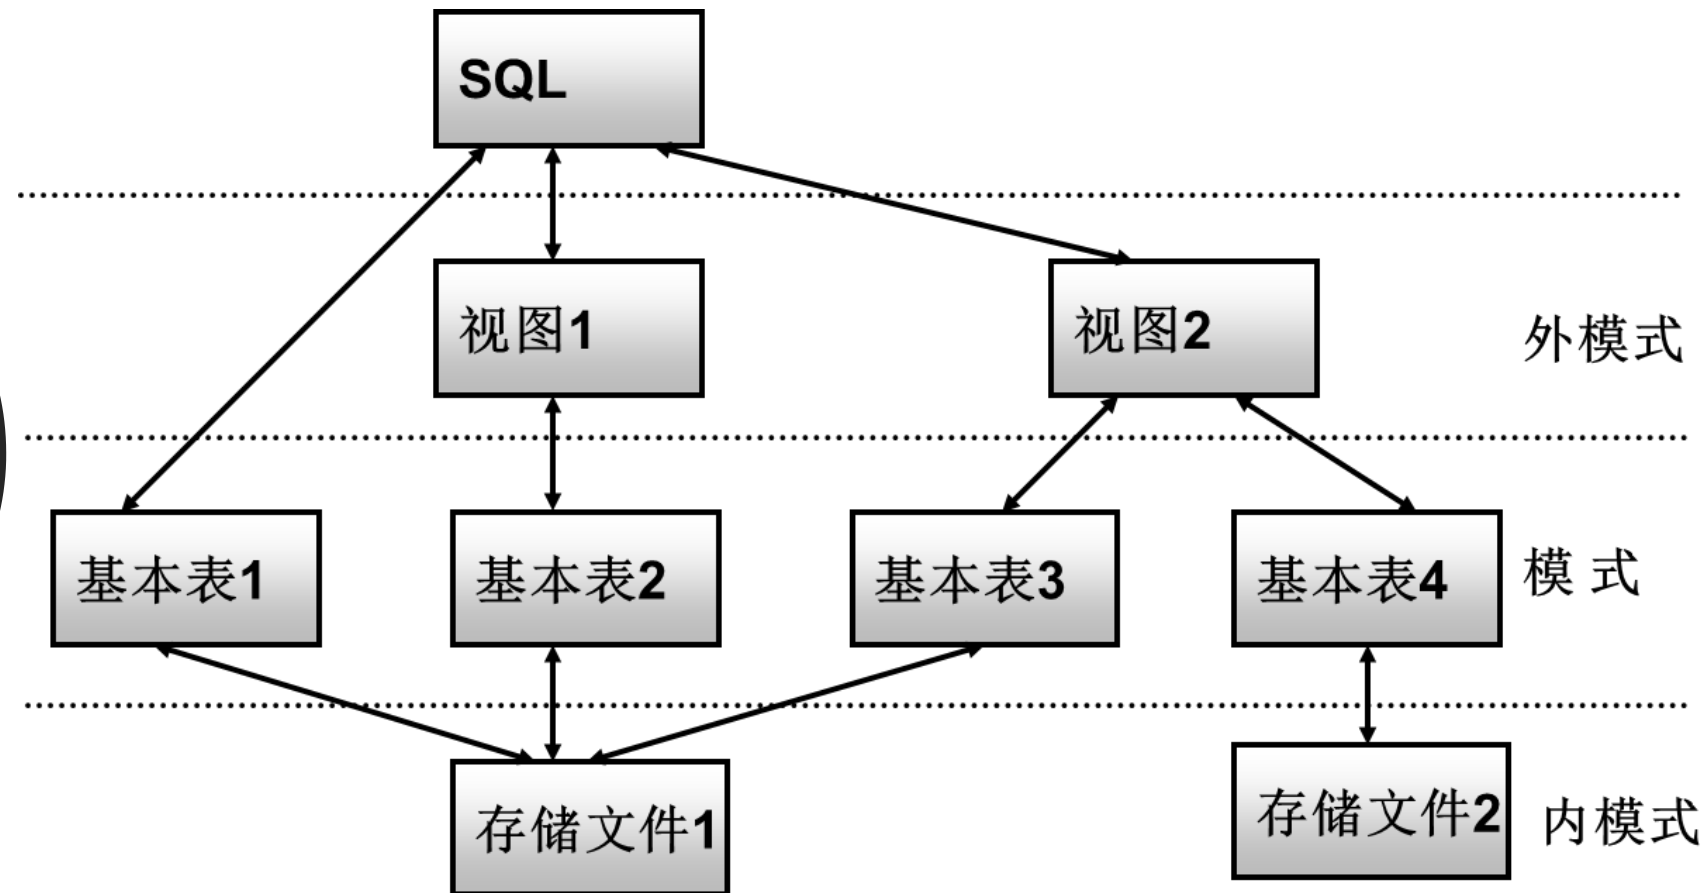 SQL
视图1
视图2
外模式
基本表1
基本表2
基本表3
基本表4
模 式
存储文件1
存储文件2
内模式